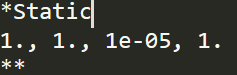 *Static
1., 1., 1e-05, 1.
**